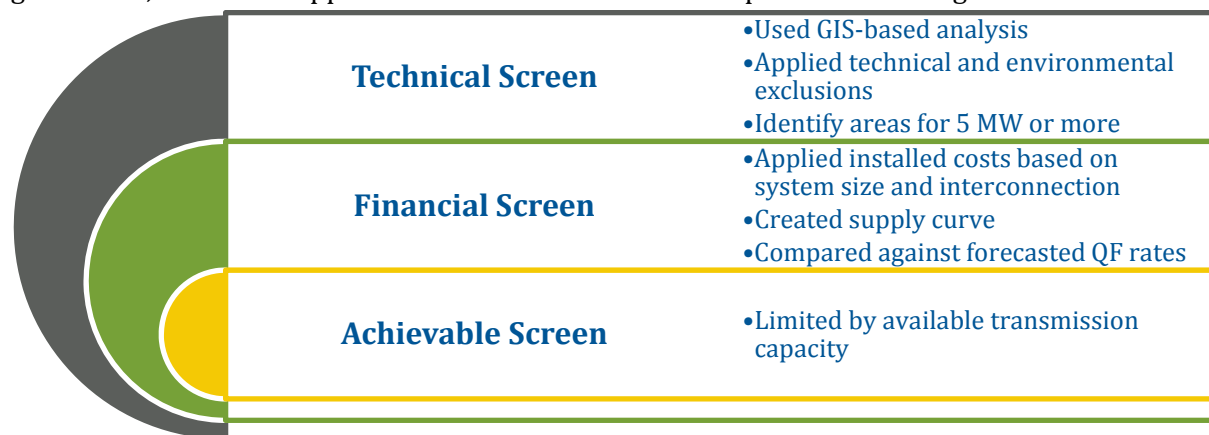 Technical Screen
•Used GIS-based analysis
•Applied technical and environmental
exclusions
•Identify areas for 5 MW or more
Financial Screen
•Applied installed costs based on
system size and interconnection
•Created supply curve
•Compared against forecasted QF rates
Achievable Screen
•Limited by available transmission
capacity